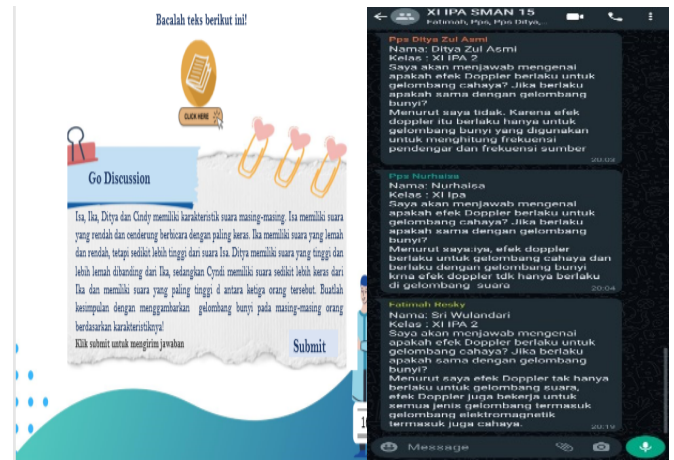 Bacalah teks berikut ini!
CLICK HERE
Go Discussion
Isa, Ika, Ditya dan Cindy memiliki karakteristik suara masing-masing. Isa memiliki suara
yang rendah dan cenderung berbicara dengan paling keras. Ika memiliki suara yang lemah
dan rendah, tetapi sedikit lebih tinggi dari suara Isa. Ditya memiliki suara yang tinggi dan
lebih lemah dibanding dari Ika, sedangkan Cyndi memiliki suara sedikit lebih keras dari
Ika dan memiliki suara yang paling tinggi d antara ketiga orang tersebut. Buatlah
kesimpulan dengan menggambarkan gelombang bunyi pada masing-masing orang
berdasarkan karakteristiknya!
Klik submit untuk mengirim jawaban
Submit
XI IPA SMAN 15
Fatimah, Pps, Pps Ditya,...
Pps Ditya Zul Asmi
Nama: Ditya Zul Asmi
Kelas : XI IPA 2
Saya akan menjawab mengenai
apakah efek Doppler berlaku untuk
gelombang cahaya? Jika berlaku
apakah sama dengan gelombang
bunyi?
Menurut saya tidak. Karena efek
doppler itu berlaku hanya untuk
gelombang bunyi yang digunakan
untuk menghitung frekuensi
pendengar dan frekuensi sumber
20:03
Pps Nurhaisa
Nama: Nurhaisa
Kelas : XI Ipa
Saya akan menjawab mengenai
apakah efek Doppler berlaku untuk
gelombang cahaya? Jika berlaku
apakah sama dengan gelombang
bunyi?
Menurut saya:iya, efek doppler
berlaku untuk gelombang cahaya dan
berlaku dengan gelombang bunyi
krna efek doppler tdk hanya berlaku
di gelombang suara
20:04
Fatimah Resky
Nama: Sri Wulandari
Kelas : XI IPA 2
Saya akan menjawab mengenai
apakah efek Doppler berlaku untuk
gelombang cahaya? Jika berlaku
apakah sama dengan gelombang
bunyi?
Menurut saya efek Doppler tak hanya
berlaku untuk gelombang suara,
efek Doppler juga bekerja untuk
semua jenis gelombang termasuk
gelombang elektromagnetik
termasuk juga cahaya.
20:19
Message